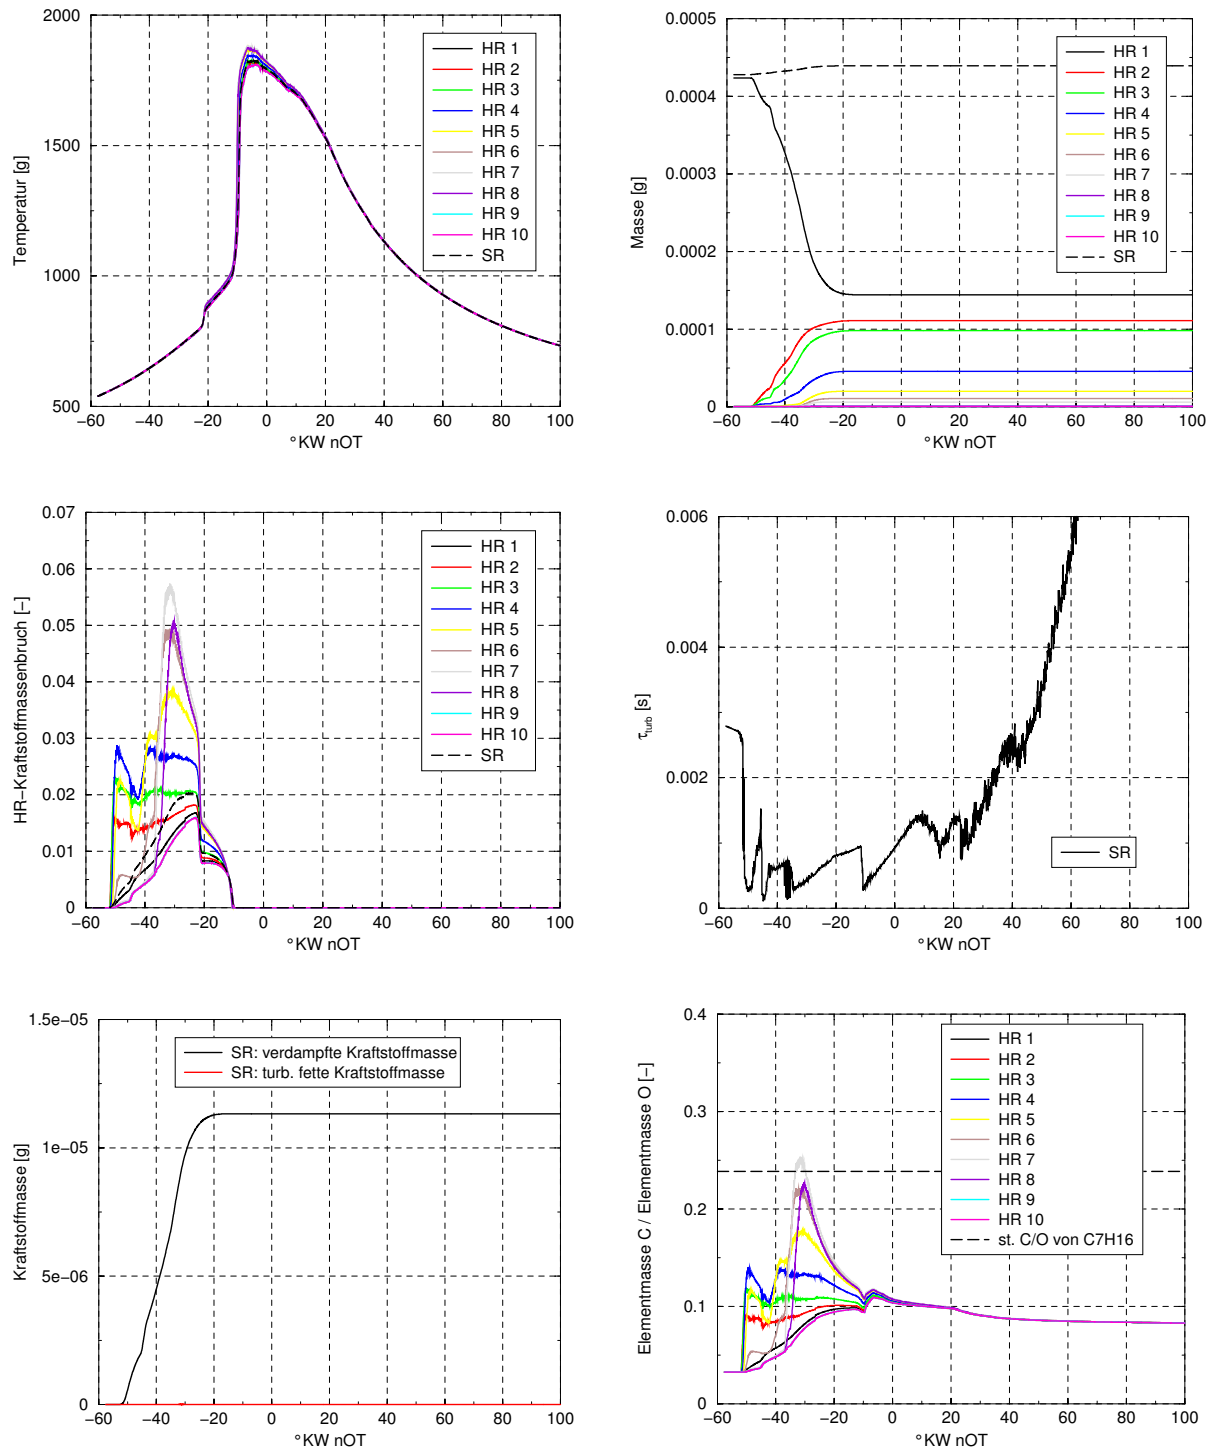 2000
1500
1000
500
Temperatur [g]
−60 −40 −20 0 20 40 60 80 100
°KW nOT
HR 1
HR 2
HR 3
HR 4
HR 5
HR 6
HR 7
HR 8
HR 9
HR 10
SR
0.0005
0.0004
0.0003
0.0002
0.0001
0
Masse [g]
−60 −40 −20 0 20 40 60 80 100
°KW nOT
HR 1
HR 2
HR 3
HR 4
HR 5
HR 6
HR 7
HR 8
HR 9
HR 10
SR
0.07
0.06
0.05
0.04
0.03
0.02
0.01
0
HR−Kraftstoffmassenbruch [−]
−60 −40 −20 0 20 40 60 80 100
°KW nOT
HR 1
HR 2
HR 3
HR 4
HR 5
HR 6
HR 7
HR 8
HR 9
HR 10
SR
0.006
0.004
0.002
0
τturb [s]
−60 −40 −20 0 20 40 60 80 100
°KW nOT
SR
1.5e−05
1e−05
5e−06
0
Kraftstoffmasse [g]
−60 −40 −20 0 20 40 60 80 100
°KW nOT
SR: verdampfte Kraftstoffmasse
SR: turb. fette Kraftstoffmasse
0.4
0.3
0.2
0.1
0
Elementmasse C / Elementmasse O [−]
−60 −40 −20 0 20 40 60 80 100
°KW nOT
HR 1
HR 2
HR 3
HR 4
HR 5
HR 6
HR 7
HR 8
HR 9
HR 10
st. C/O von C7H16